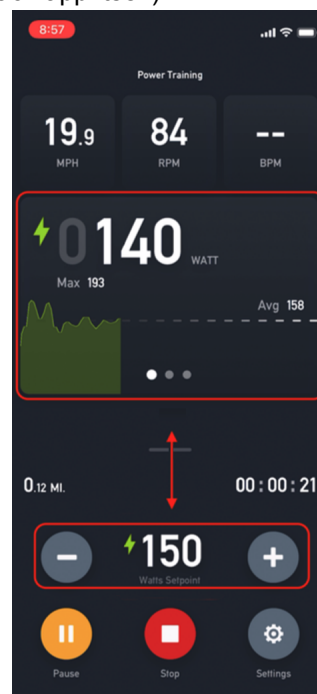 8:57
Power Training
19.9 84 --
MPH RPM BPM
0140 WATT
Max 193
Avg 158
0.12 MI. 00:00:21
− 150 +
Watts Setpoint
Pause Stop Settings